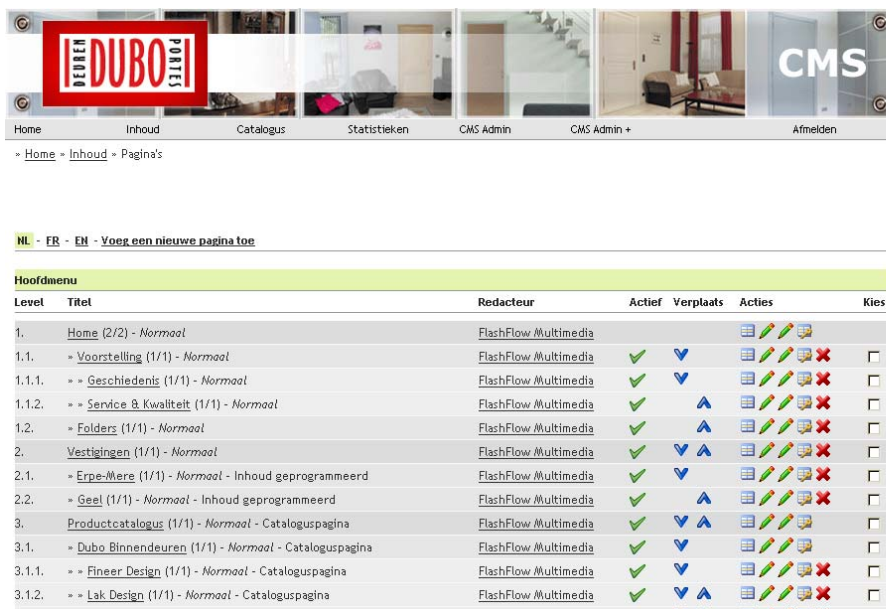 DEUREN DUBO PORTES
CMS
Home Inhoud Catalogus Statistieken CMS Admin CMS Admin + Afmelden
» Home » Inhoud » Pagina's
NL - FR - EN - Voeg een nieuwe pagina toe
Hoofdmenu
Level Titel Redacteur Actief Verplaats Acties Kies
1. Home (2/2) - Normaal FlashFlow Multimedia
1.1. » Voorstelling (1/1) - Normaal FlashFlow Multimedia
1.1.1. » » Geschiedenis (1/1) - Normaal FlashFlow Multimedia
1.1.2. » » Service & Kwaliteit (1/1) - Normaal FlashFlow Multimedia
1.2. » Folders (1/1) - Normaal FlashFlow Multimedia
2. Vestigingen (1/1) - Normaal FlashFlow Multimedia
2.1. » Erpe-Mere (1/1) - Normaal - Inhoud geprogrammeerd FlashFlow Multimedia
2.2. » Geel (1/1) - Normaal - Inhoud geprogrammeerd FlashFlow Multimedia
3. Productcatalogus (1/1) - Normaal - Cataloguspagina FlashFlow Multimedia
3.1. » Dubo Binnendeuren (1/1) - Normaal - Cataloguspagina FlashFlow Multimedia
3.1.1. » » Fineer Design (1/1) - Normaal - Cataloguspagina FlashFlow Multimedia
3.1.2. » » Lak Design (1/1) - Normaal - Cataloguspagina FlashFlow Multimedia